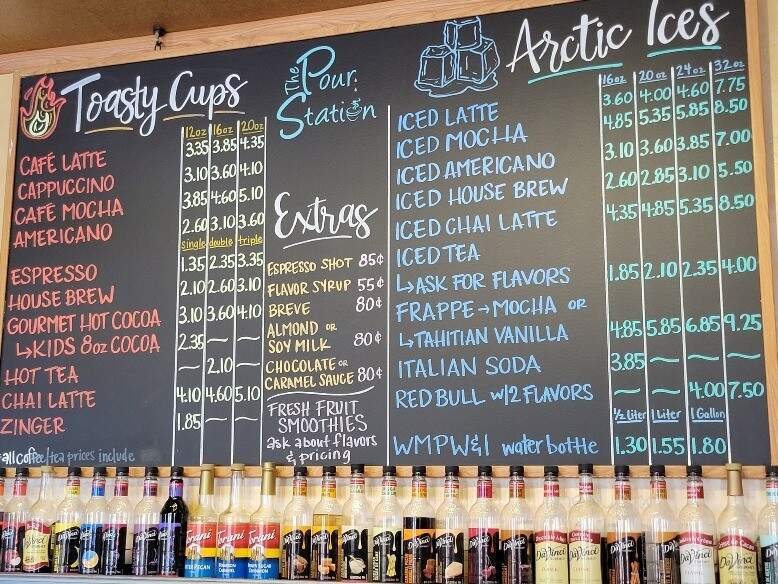 Toasty Cups
12oz 16oz 20oz
CAFÉ LATTE 3.35 3.85 4.35
CAPPUCCINO 3.10 3.60 4.10
CAFÉ MOCHA 3.85 4.60 5.10
AMERICANO 2.60 3.10 3.60
single double triple
ESPRESSO 1.35 2.35 3.35
HOUSE BREW 2.10 2.60 3.10
GOURMET HOT COCOA 3.10 3.60 4.10
↳KIDS 8oz COCOA 2.35 ~ ~
HOT TEA ~ 2.10 ~
CHAI LATTE 4.10 4.60 5.10
ZINGER 1.85 ~ ~
*all coffee/tea prices include
The
Pour
Station
Extras
ESPRESSO SHOT 85¢
FLAVOR SYRUP 55¢
BREVE 80¢
ALMOND OR
SOY MILK 80¢
CHOCOLATE OR
CARAMEL SAUCE 80¢
FRESH FRUIT
SMOOTHIES
ask about flavors
& pricing
Arctic Ices
16oz 20oz 24oz 32oz
ICED LATTE 3.60 4.00 4.60 7.75
ICED MOCHA 4.85 5.35 5.85 8.50
ICED AMERICANO 3.10 3.60 3.85 7.00
ICED HOUSE BREW 2.60 2.85 3.10 5.50
ICED CHAI LATTE 4.35 4.85 5.35 8.50
ICED TEA
↳ASK FOR FLAVORS 1.85 2.10 2.35 4.00
FRAPPE→MOCHA OR
↳TAHITIAN VANILLA 4.85 5.85 6.85 9.25
ITALIAN SODA 3.85 ~ ~ ~
RED BULL w/2 FLAVORS ~ ~ 4.00 7.50
½ liter 1 Liter 1 Gallon
WMPW&I water bottle 1.30 1.55 1.80
DaVinci
Torani
Torani
Torani
DaVinci
DaVinci
DaVinci
DaVinci
DaVinci